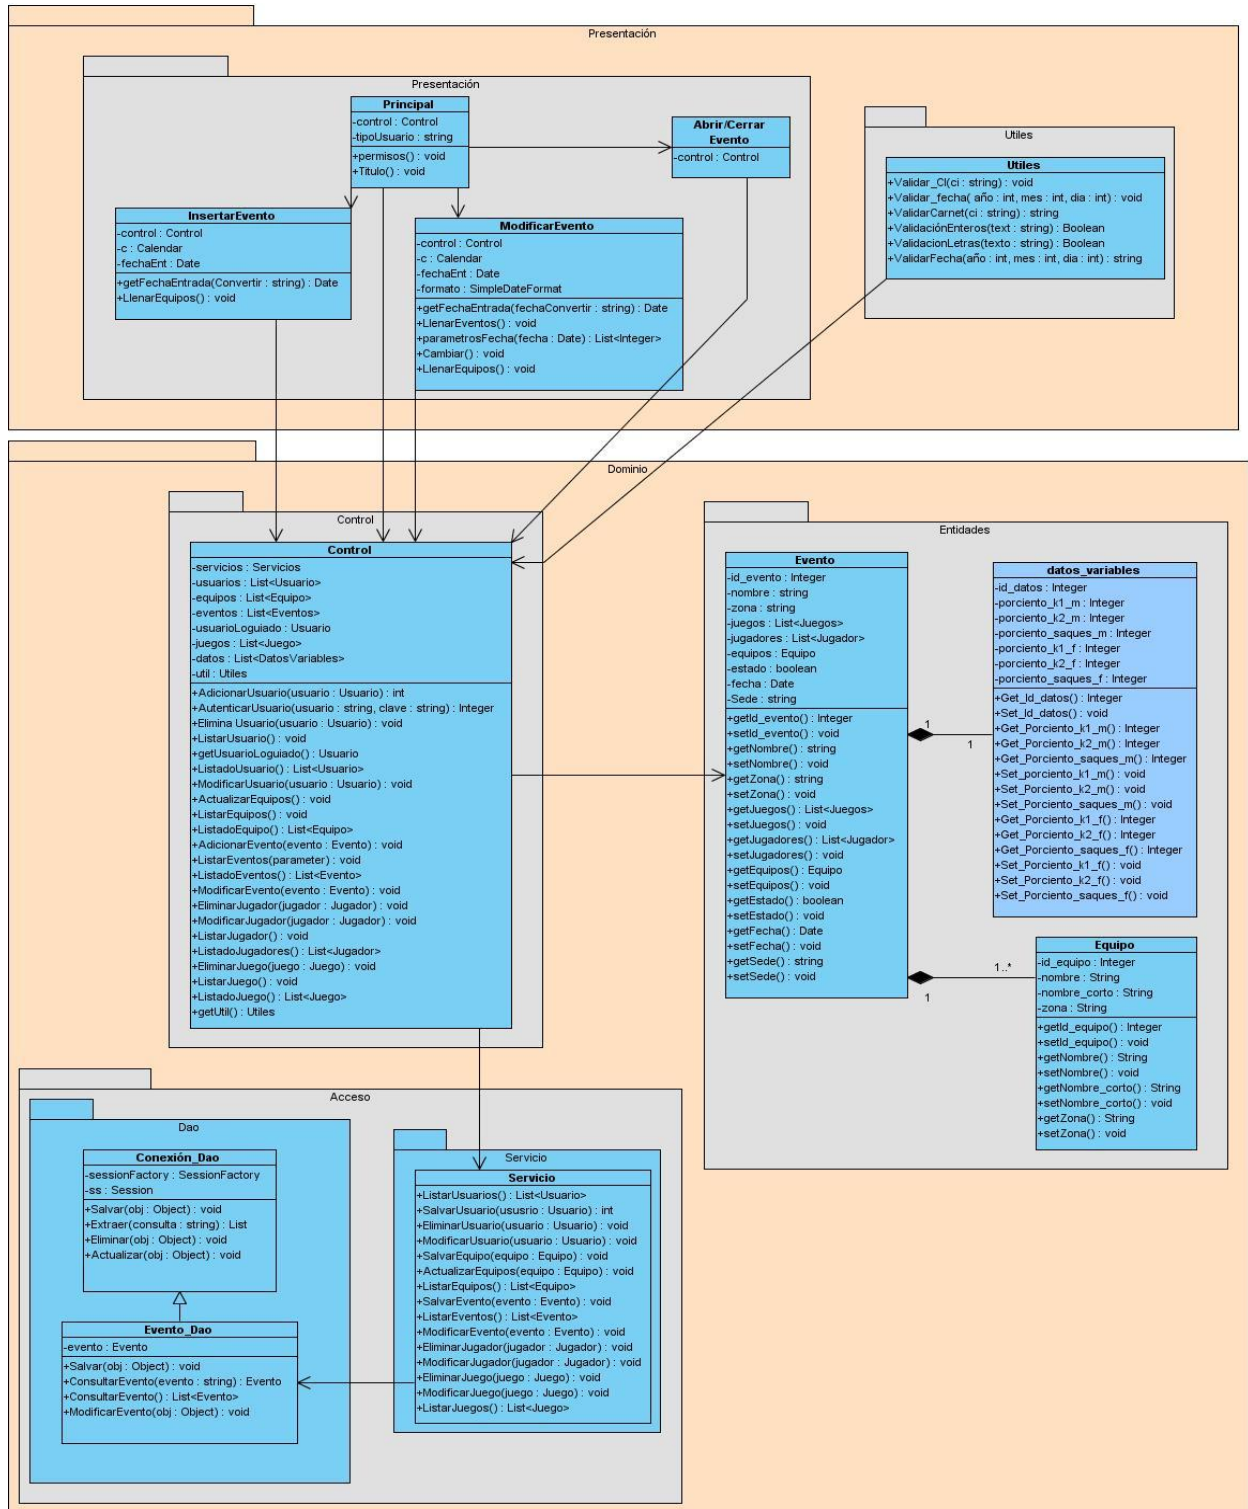 Presentación
Presentación
Principal
-control : Control
-tipoUsuario : string
+permisos() : void
+Titulo() : void
Abrir/Cerrar
Evento
-control : Control
InsertarEvento
-control : Control
-c : Calendar
-fechaEnt : Date
+getFechaEntrada(Convertir : string) : Date
+LlenarEquipos() : void
ModificarEvento
-control : Control
-c : Calendar
-fechaEnt : Date
-formato : SimpleDateFormat
+getFechaEntrada(fechaConvertir : string) : Date
+LlenarEventos() : void
+parametrosFecha(fecha : Date) : List<Integer>
+Cambiar() : void
+LlenarEquipos() : void
Utiles
Utiles
+Validar_CI(ci : string) : void
+Validar_fecha( año : int, mes : int, dia : int) : void
+ValidarCarnet(ci : string) : string
+ValidaciónEnteros(text : string) : Boolean
+ValidacionLetras(texto : string) : Boolean
+ValidarFecha(año : int, mes : int, dia : int) : string
Dominio
Control
Control
-servicios : Servicios
-usuarios : List<Usuario>
-equipos : List<Equipo>
-eventos : List<Eventos>
-usuarioLoguiado : Usuario
-juegos : List<Juego>
-datos : List<DatosVariables>
-util : Utiles
+AdicionarUsuario(usuario : Usuario) : int
+AutenticarUsuario(usuario : string, clave : string) : Integer
+Elimina Usuario(usuario : Usuario) : void
+ListarUsuario() : void
+getUsuarioLoguiado() : Usuario
+ListadoUsuario() : List<Usuario>
+ModificarUsuario(usuario : Usuario) : void
+ActualizarEquipos() : void
+ListarEquipos() : void
+ListadoEquipo() : List<Equipo>
+AdicionarEvento(evento : Evento) : void
+ListarEventos(parameter) : void
+ListadoEventos() : List<Evento>
+ModificarEvento(evento : Evento) : void
+EliminarJugador(jugador : Jugador) : void
+ModificarJugador(jugador : Jugador) : void
+ListarJugador() : void
+ListadoJugadores() : List<Jugador>
+EliminarJuego(juego : Juego) : void
+ListarJuego() : void
+ListadoJuego() : List<Juego>
+getUtil() : Utiles
Entidades
Evento
-id_evento : Integer
-nombre : string
-zona : string
-juegos : List<Juegos>
-jugadores : List<Jugador>
-equipos : Equipo
-estado : boolean
-fecha : Date
-Sede : string
+getId_evento() : Integer
+setId_evento() : void
+getNombre() : string
+setNombre() : void
+getZona() : string
+setZona() : void
+getJuegos() : List<Juegos>
+setJuegos() : void
+getJugadores() : List<Jugador>
+setJugadores() : void
+getEquipos() : Equipo
+setEquipos() : void
+getEstado() : boolean
+setEstado() : void
+getFecha() : Date
+setFecha() : void
+getSede() : string
+setSede() : void
1
1
datos_variables
-id_datos : Integer
-porciento_k1_m : Integer
-porciento_k2_m : Integer
-porciento_saques_m : Integer
-porciento_k1_f : Integer
-porciento_k2_f : Integer
-porciento_saques_f : Integer
+Get_Id_datos() : Integer
+Set_Id_datos() : void
+Get_Porciento_k1_m() : Integer
+Get_Porciento_k2_m() : Integer
+Get_Porciento_saques_m() : Integer
+Set_porciento_k1_m() : void
+Set_Porciento_k2_m() : void
+Set_Porciento_saques_m() : void
+Get_Porciento_k1_f() : Integer
+Get_Porciento_k2_f() : Integer
+Get_Porciento_saques_f() : Integer
+Set_Porciento_k1_f() : void
+Set_Porciento_k2_f() : void
+Set_Porciento_saques_f() : void
1..*
1
Equipo
-id_equipo : Integer
-nombre : String
-nombre_corto : String
-zona : String
+getId_equipo() : Integer
+setId_equipo() : void
+getNombre() : String
+setNombre() : void
+getNombre_corto() : String
+setNombre_corto() : void
+getZona() : String
+setZona() : void
Acceso
Dao
Conexión_Dao
-sessionFactory : SessionFactory
-ss : Session
+Salvar(obj : Object) : void
+Extraer(consulta : string) : List
+Eliminar(obj : Object) : void
+Actualizar(obj : Object) : void
Evento_Dao
-evento : Evento
+Salvar(obj : Object) : void
+ConsultarEvento(evento : string) : Evento
+ConsultarEvento() : List<Evento>
+ModificarEvento(obj : Object) : void
Servicio
Servicio
+ListarUsuarios() : List<Usuario>
+SalvarUsuario(ususrio : Usuario) : int
+EliminarUsuario(usuario : Usuario) : void
+ModificarUsuario(usuario : Usuario) : void
+SalvarEquipo(equipo : Equipo) : void
+ActualizarEquipos(equipo : Equipo) : void
+ListarEquipos() : List<Equipo>
+SalvarEvento(evento : Evento) : void
+ListarEventos() : List<Evento>
+ModificarEvento(evento : Evento) : void
+EliminarJugador(jugador : Jugador) : void
+ModificarJugador(jugador : Jugador) : void
+EliminarJuego(juego : Juego) : void
+ModificarJuego(juego : Juego) : void
+ListarJuegos() : List<Juego>